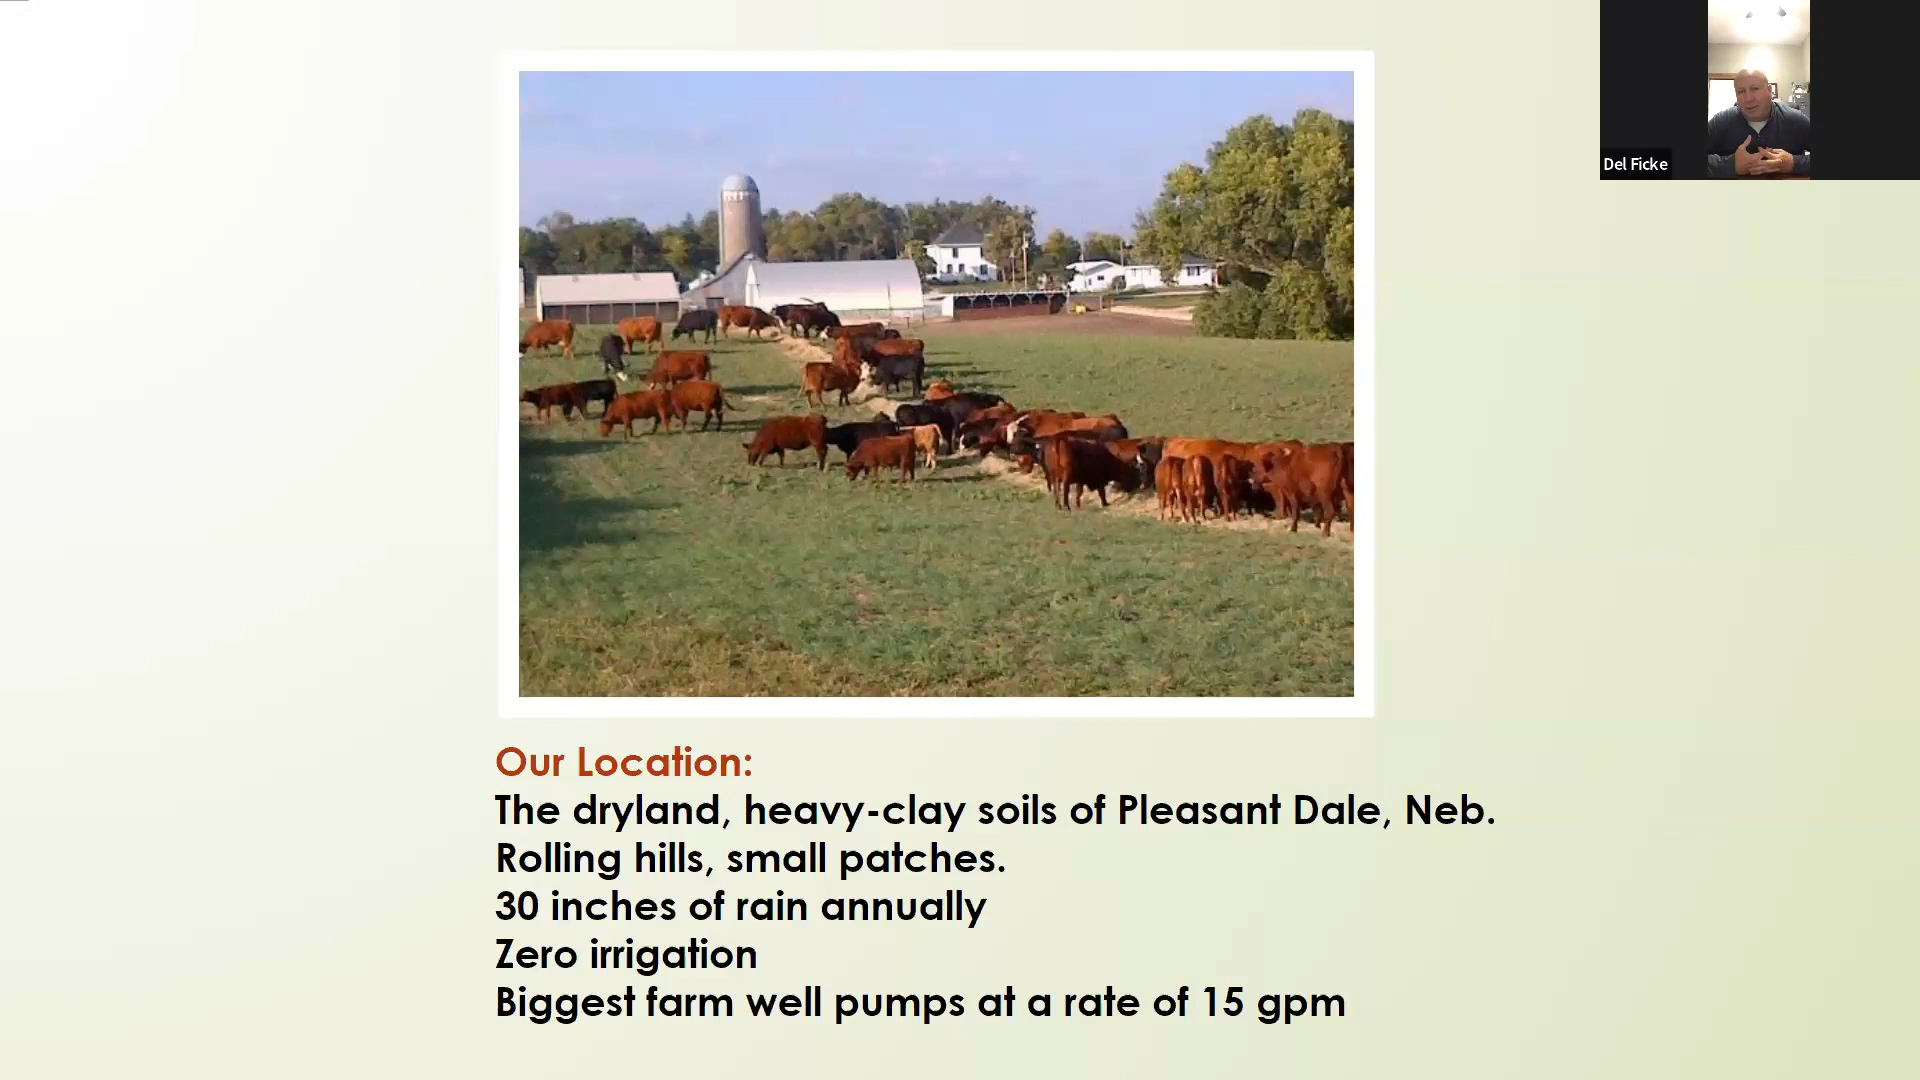 Del Ficke
Our Location:
The dryland, heavy-clay soils of Pleasant Dale, Neb.
Rolling hills, small patches.
30 inches of rain annually
Zero irrigation
Biggest farm well pumps at a rate of 15 gpm